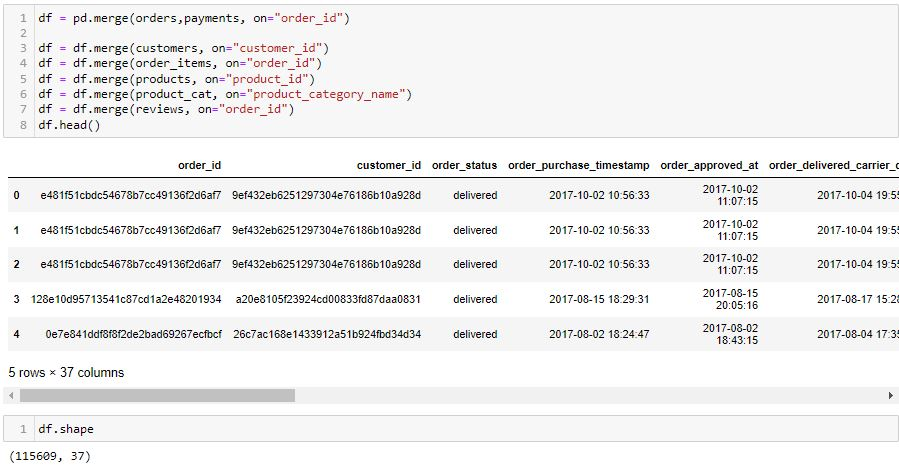 1 df = pd.merge(orders,payments, on="order_id")
2
3 df = df.merge(customers, on="customer_id")
4 df = df.merge(order_items, on="order_id")
5 df = df.merge(products, on="product_id")
6 df = df.merge(product_cat, on="product_category_name")
7 df = df.merge(reviews, on="order_id")
8 df.head()
order_id customer_id order_status order_purchase_timestamp order_approved_at order_delivered_carrier_d
0 e481f51cbdc54678b7cc49136f2d6af7 9ef432eb6251297304e76186b10a928d delivered 2017-10-02 10:56:33 2017-10-02 11:07:15 2017-10-04 19:55
1 e481f51cbdc54678b7cc49136f2d6af7 9ef432eb6251297304e76186b10a928d delivered 2017-10-02 10:56:33 2017-10-02 11:07:15 2017-10-04 19:55
2 e481f51cbdc54678b7cc49136f2d6af7 9ef432eb6251297304e76186b10a928d delivered 2017-10-02 10:56:33 2017-10-02 11:07:15 2017-10-04 19:55
3 128e10d95713541c87cd1a2e48201934 a20e8105f23924cd00833fd87daa0831 delivered 2017-08-15 18:29:31 2017-08-15 20:05:16 2017-08-17 15:28
4 0e7e841ddf8f8f2de2bad69267ecfbcf 26c7ac168e1433912a51b924fbd34d34 delivered 2017-08-02 18:24:47 2017-08-02 18:43:15 2017-08-04 17:35
5 rows × 37 columns
1 df.shape
(115609, 37)